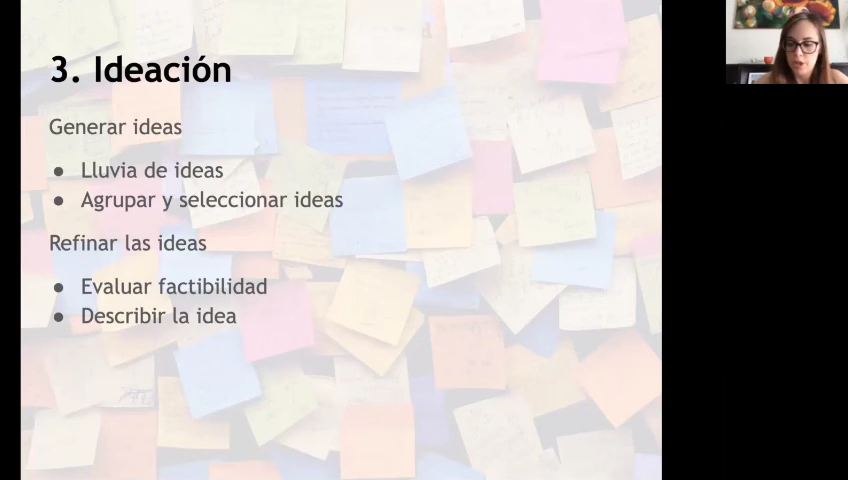 3. Ideación
Generar ideas
● Lluvia de ideas
● Agrupar y seleccionar ideas
Refinar las ideas
● Evaluar factibilidad
● Describir la idea